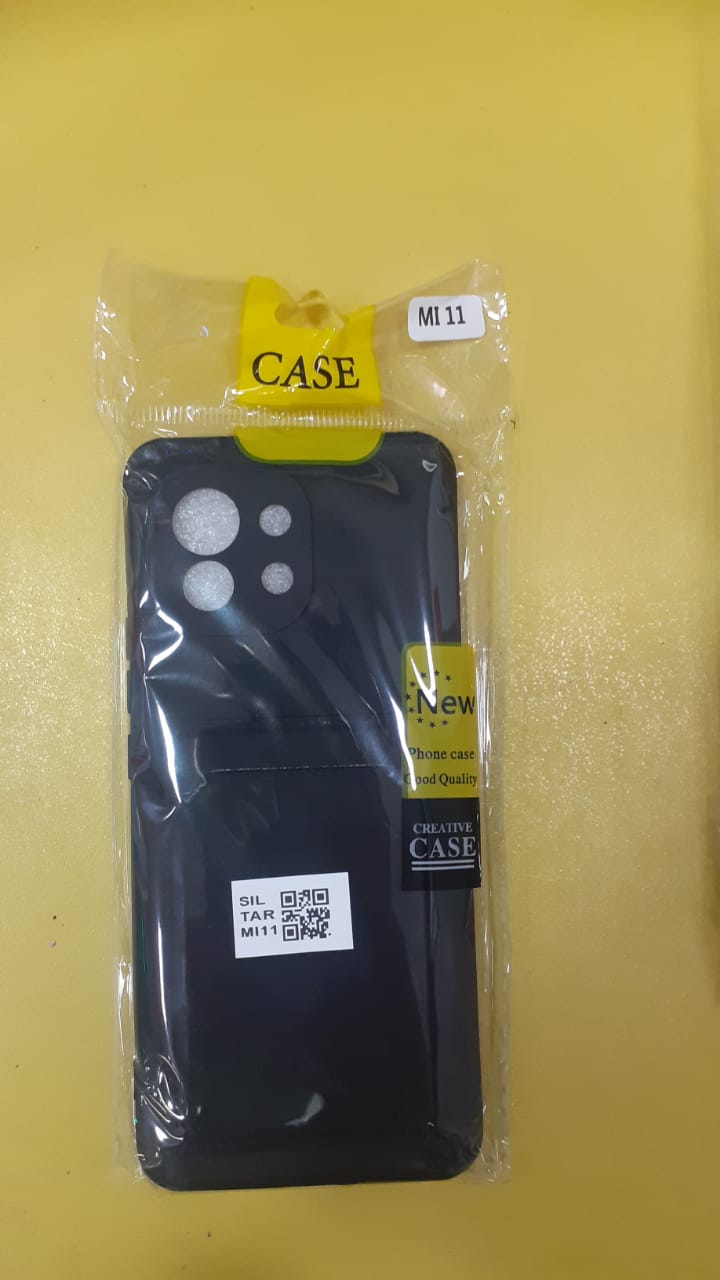 MI 11
CASE
New
Phone case
Good Quality
CREATIVE
CASE
SIL
TAR
MI11